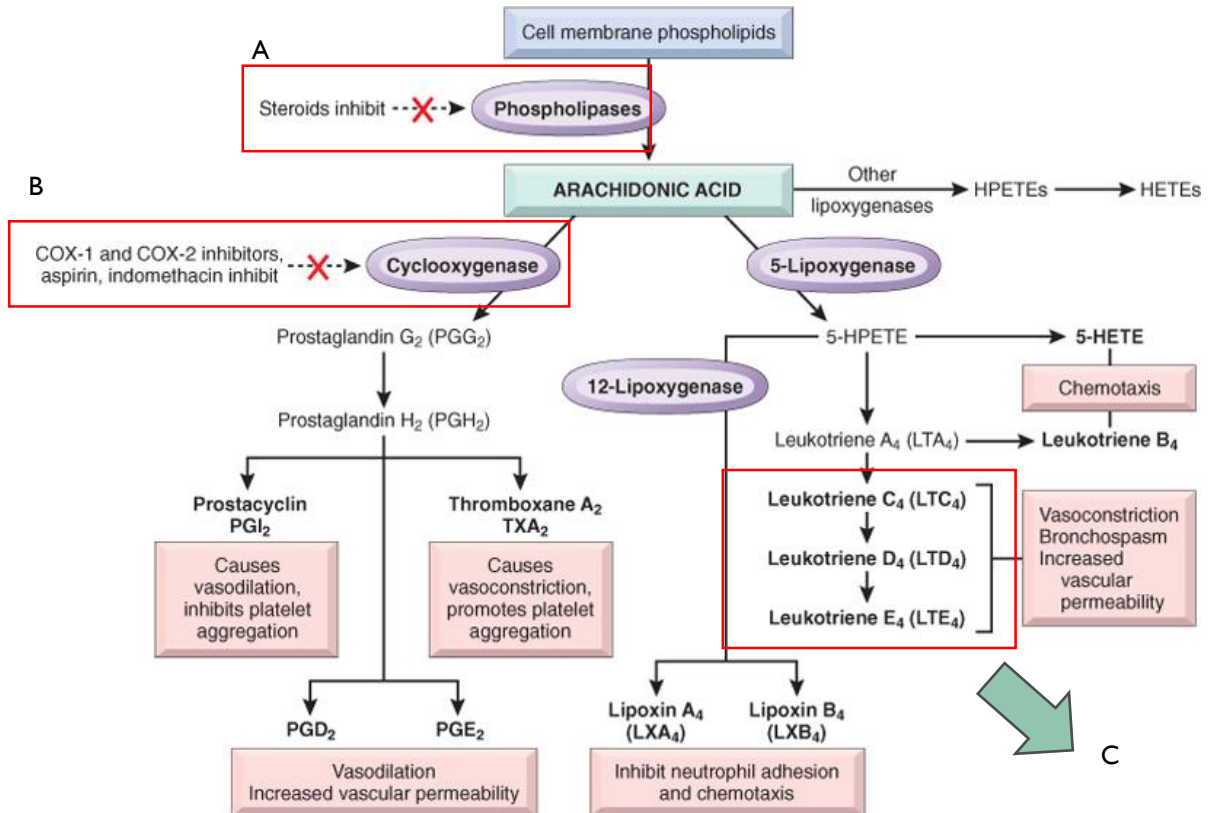 Cell membrane phospholipids
A
Steroids inhibit
Phospholipases
B
ARACHIDONIC ACID
Other
lipoxygenases
HPETEs
HETEs
COX-1 and COX-2 inhibitors,
aspirin, indomethacin inhibit
Cyclooxygenase
5-Lipoxygenase
Prostaglandin G₂ (PGG₂)
5-HPETE
5-HETE
12-Lipoxygenase
Chemotaxis
Prostaglandin H₂ (PGH₂)
Leukotriene A₄ (LTA₄)
Leukotriene B₄
Prostacyclin
PGI₂
Thromboxane A₂
TXA₂
Leukotriene C₄ (LTC₄)
Leukotriene D₄ (LTD₄)
Leukotriene E₄ (LTE₄)
Vasoconstriction
Bronchospasm
Increased
vascular
permeability
Causes
vasodilation,
inhibits platelet
aggregation
Causes
vasoconstriction,
promotes platelet
aggregation
PGD₂
PGE₂
Lipoxin A₄
(LXA₄)
Lipoxin B₄
(LXB₄)
C
Vasodilation
Increased vascular permeability
Inhibit neutrophil adhesion
and chemotaxis